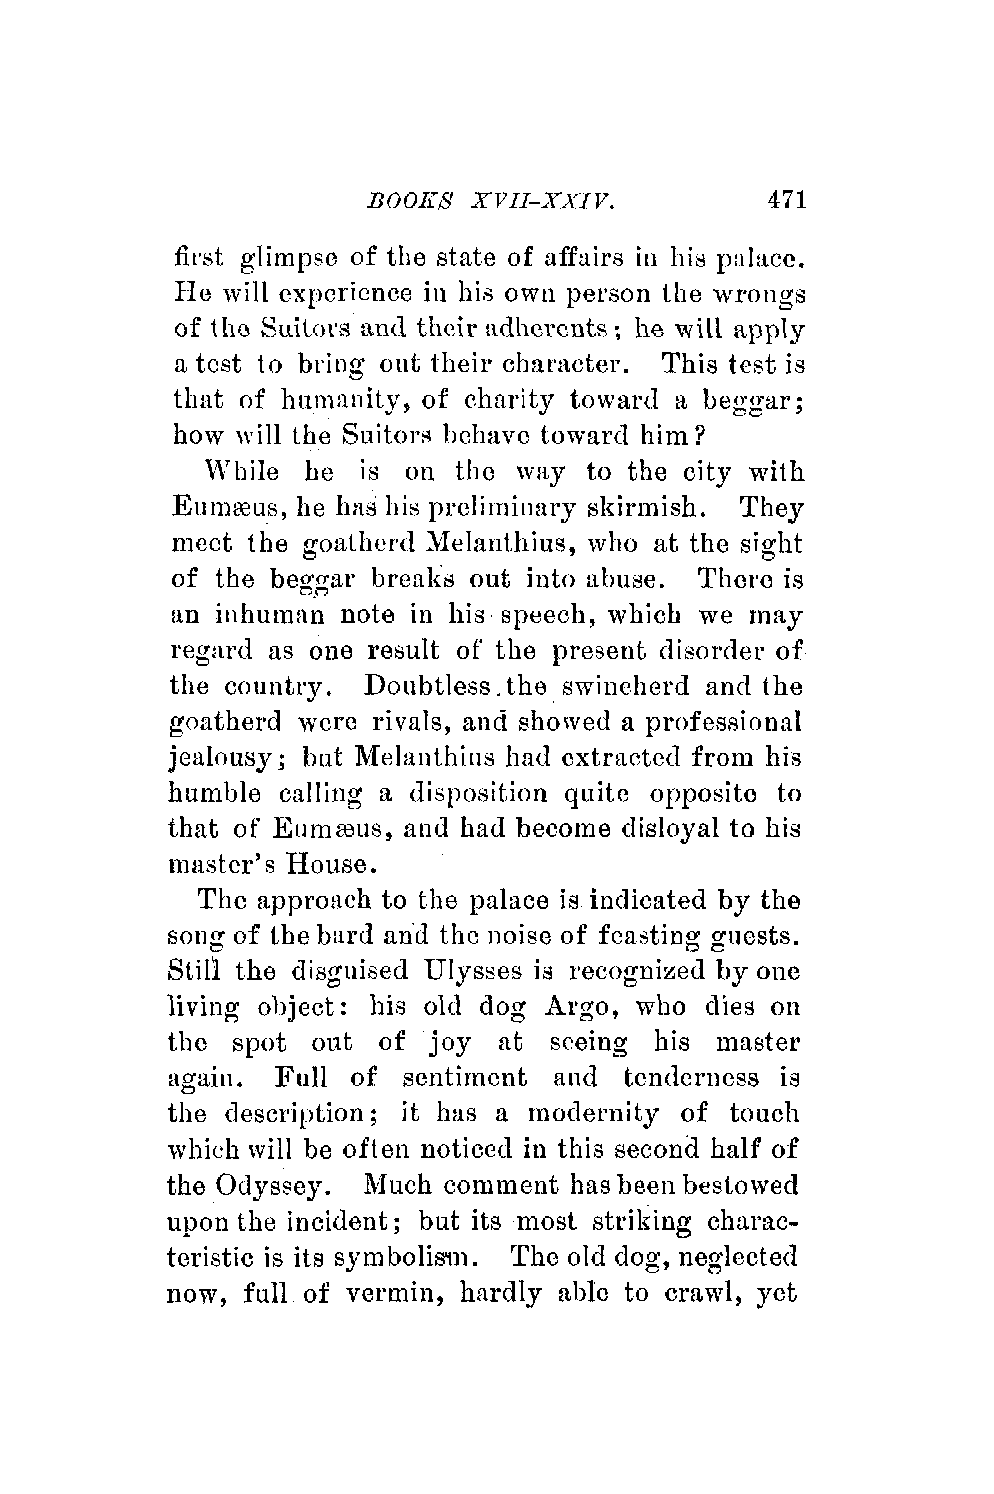 BOOKS XVII-XXIV. 471
first glimpse of the state of affairs in his palace.
He will experience in his own person the wrongs
of the Suitors and their adherents; he will apply
a test to bring out their character. This test is
that of humanity, of charity toward a beggar;
how will the Suitors behave toward him?
While he is on the way to the city with
Eumæus, he has his preliminary skirmish. They
meet the goatherd Melanthius, who at the sight
of the beggar breaks out into abuse. There is
an inhuman note in his speech, which we may
regard as one result of the present disorder of
the country. Doubtless the swineherd and the
goatherd were rivals, and showed a professional
jealousy; but Melanthius had extracted from his
humble calling a disposition quite opposite to
that of Eumæus, and had become disloyal to his
master's House.
The approach to the palace is indicated by the
song of the bard and the noise of feasting guests.
Still the disguised Ulysses is recognized by one
living object: his old dog Argo, who dies on
the spot out of joy at seeing his master
again. Full of sentiment and tenderness is
the description; it has a modernity of touch
which will be often noticed in this second half of
the Odyssey. Much comment has been bestowed
upon the incident; but its most striking charac-
teristic is its symbolism. The old dog, neglected
now, full of vermin, hardly able to crawl, yet